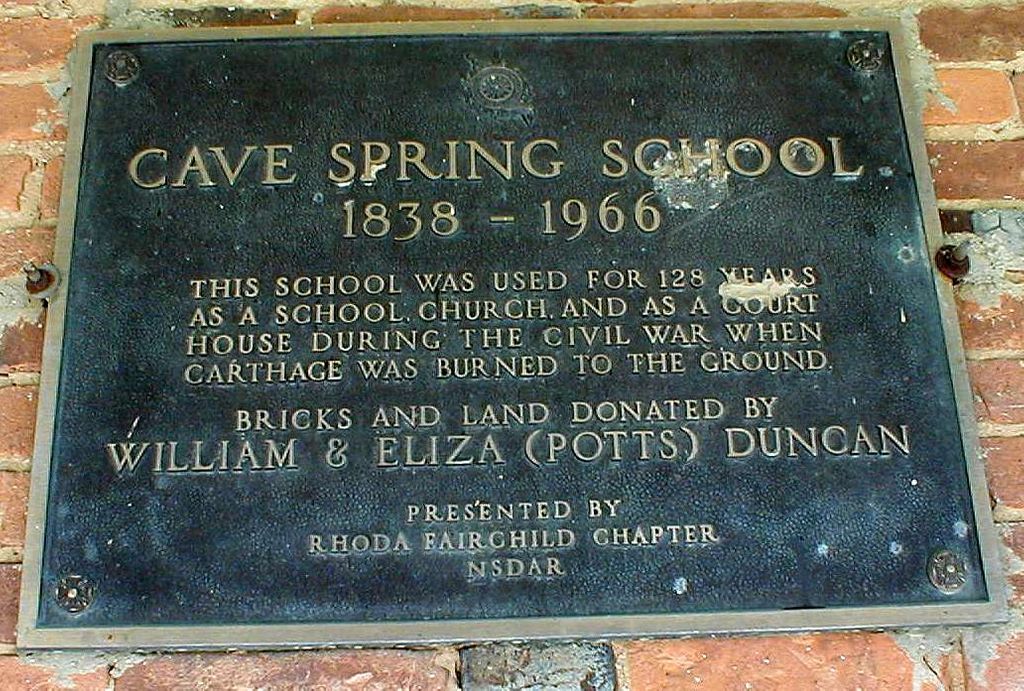 CAVE SPRING SCHOOL
1838 - 1966
THIS SCHOOL WAS USED FOR 128 YEARS
AS A SCHOOL, CHURCH, AND AS A COURT
HOUSE DURING THE CIVIL WAR WHEN
CARTHAGE WAS BURNED TO THE GROUND.
BRICKS AND LAND DONATED BY
WILLIAM & ELIZA (POTTS) DUNCAN
PRESENTED BY
RHODA FAIRCHILD CHAPTER
NSDAR